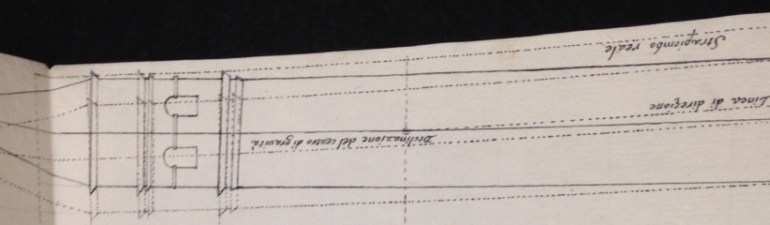 Strapiombo reale
Linea di direzione
Declinazione del centro di gravità